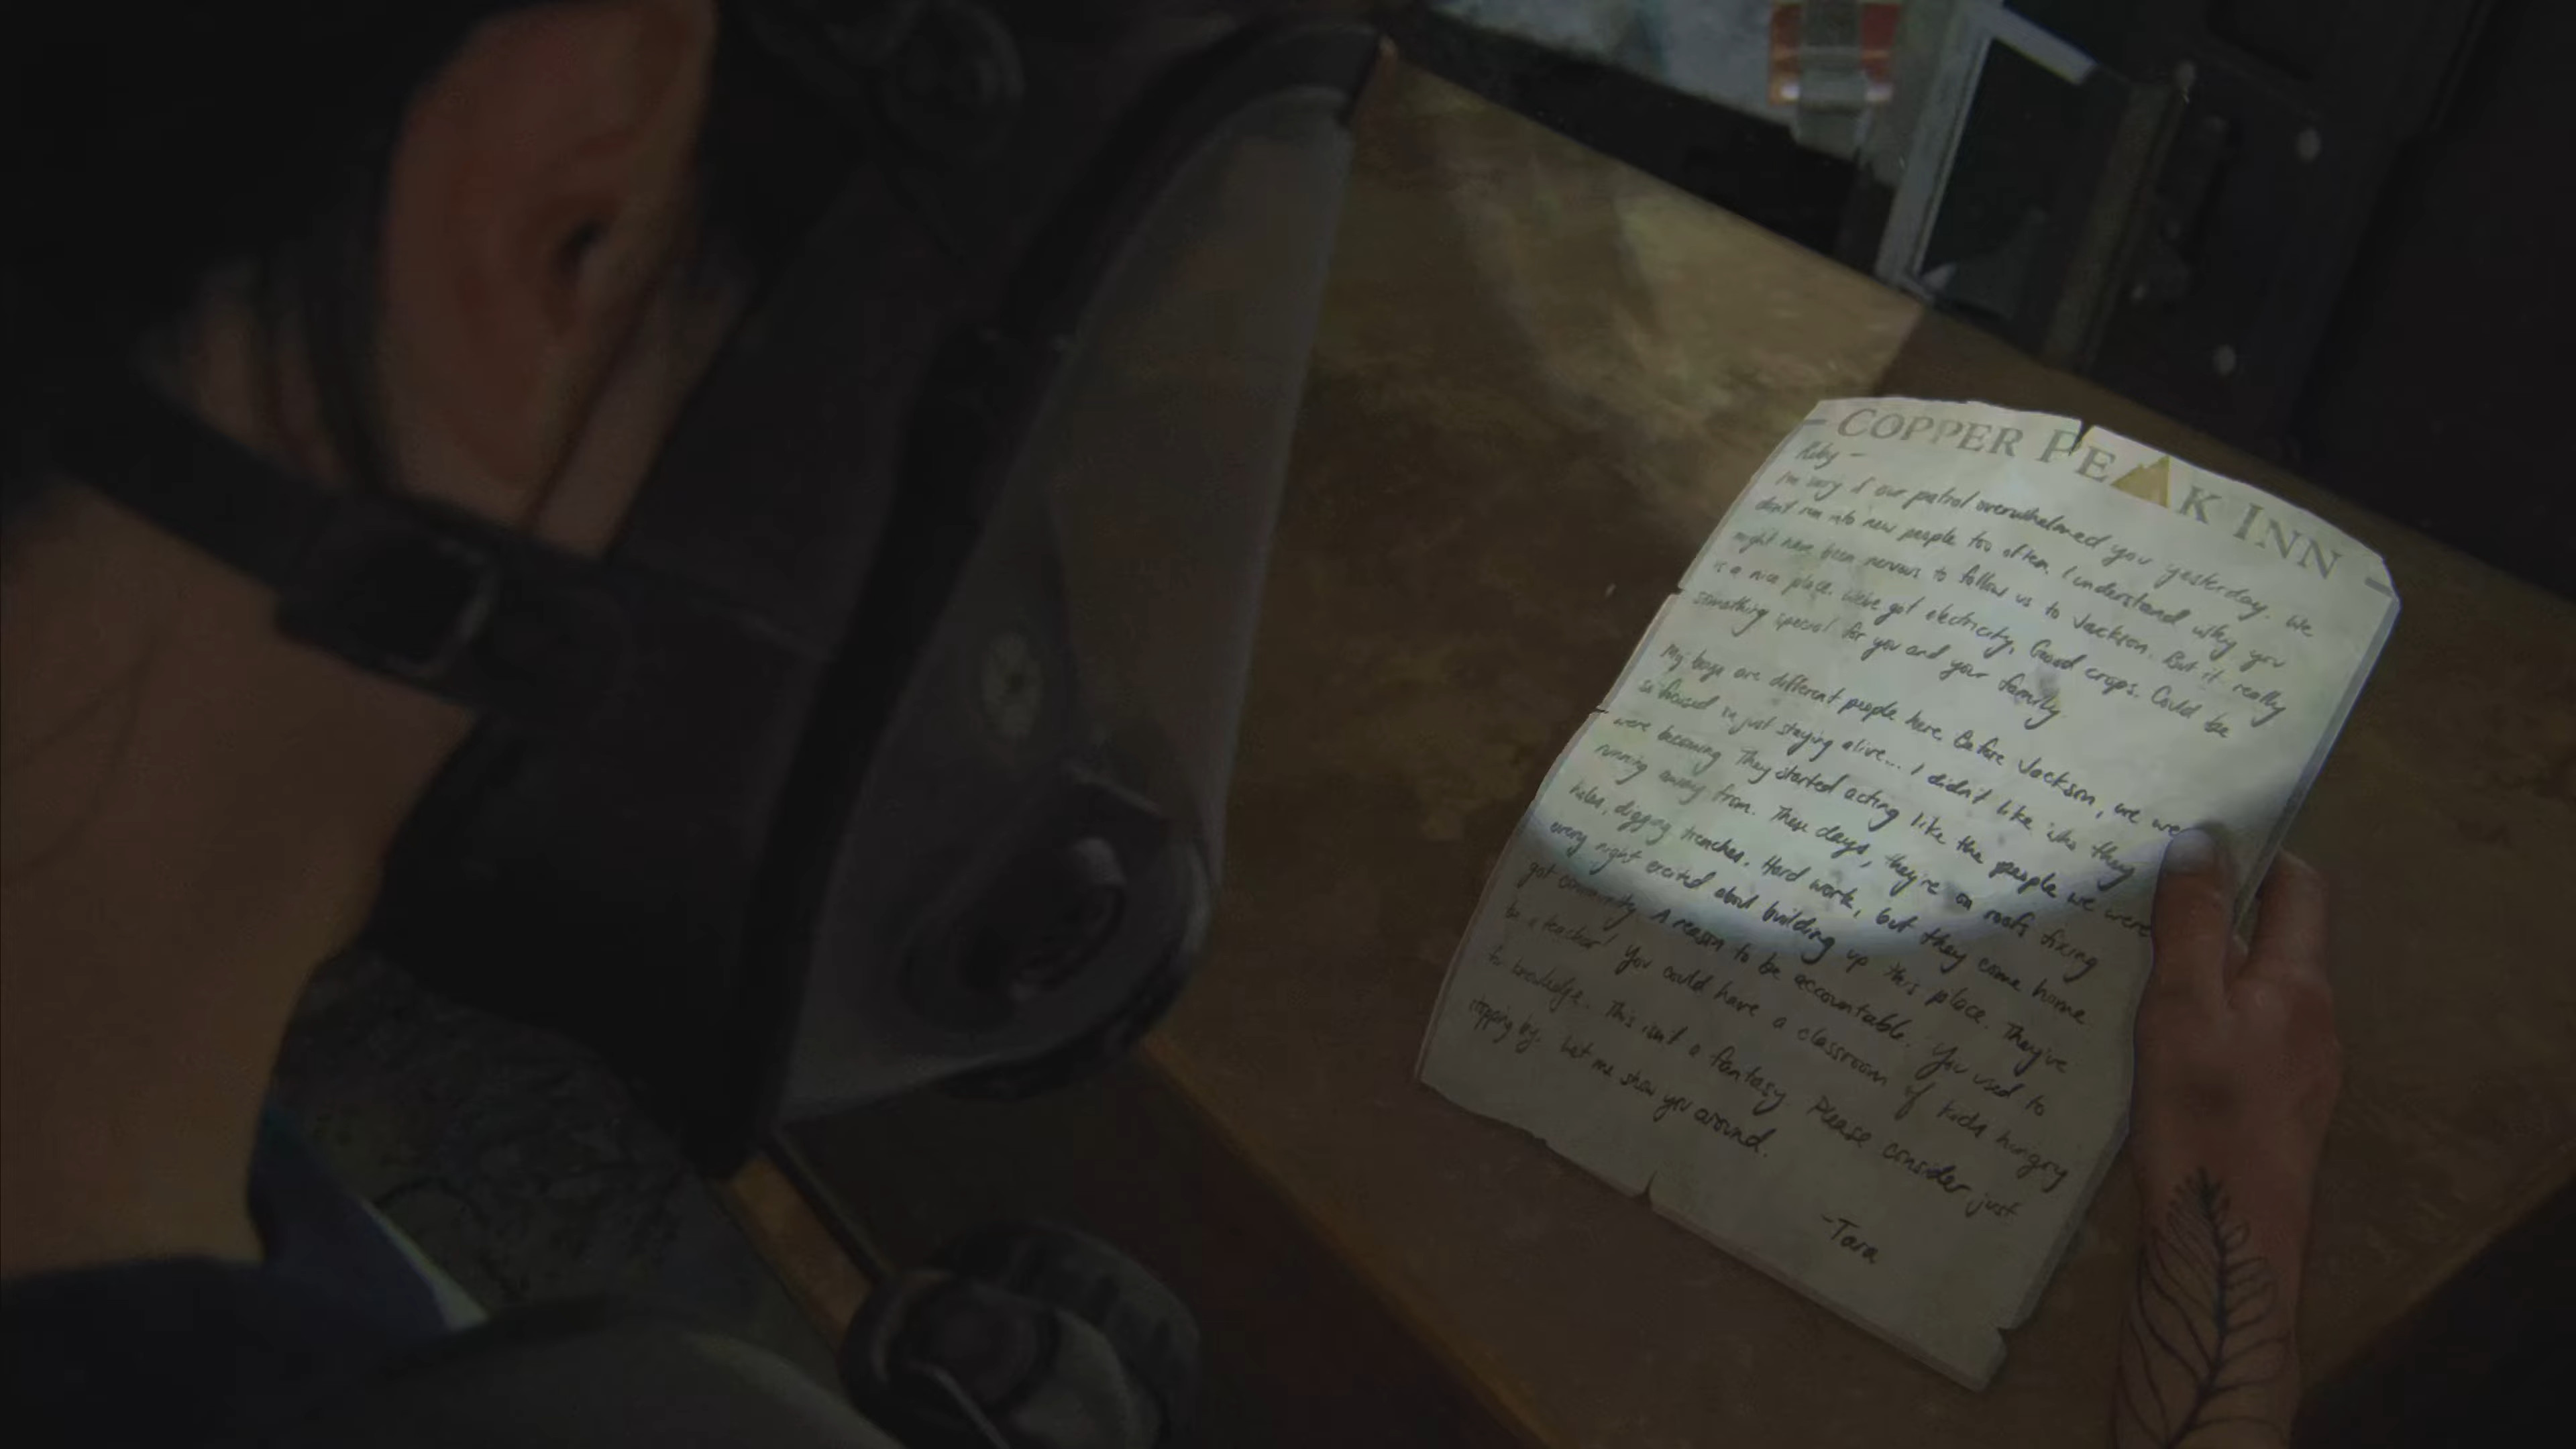 COPPER PEAK INN
Ruby -
I'm sorry if our patrol overwhelmed you yesterday. We
don't run into new people too often. I understand why you
might have been nervous to follow us to Jackson. But it really
is a nice place. We've got electricity. Good crops. Could be
something special for you and your family.
My boys are different people here. Before Jackson, we were
so focused on just staying alive... I didn't like who they
were becoming. They started acting like the people we were
running away from. These days, they're on roofs fixing
holes, digging trenches. Hard work, but they come home
every night excited about building up this place. They've
got community. A reason to be accountable. You used to
be a teacher! You could have a classroom of kids hungry
for knowledge. This isn't a fantasy. Please consider just
stopping by. Let me show you around.
-Tara